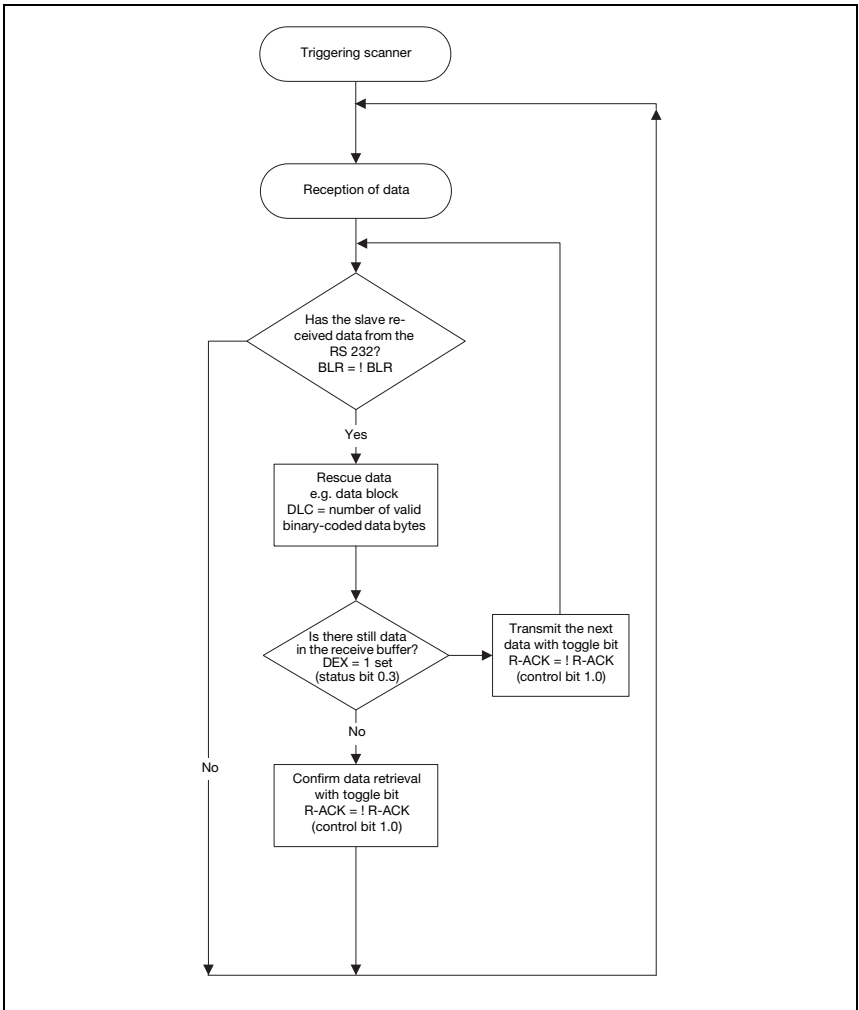 Triggering scanner
Reception of data
Has the slave re-
ceived data from the
RS 232?
BLR = ! BLR
Yes
Rescue data
e.g. data block
DLC = number of valid
binary-coded data bytes
Is there still data
in the receive buffer?
DEX = 1 set
(status bit 0.3)
Transmit the next
data with toggle bit
R-ACK = ! R-ACK
(control bit 1.0)
No
No
Confirm data retrieval
with toggle bit
R-ACK = ! R-ACK
(control bit 1.0)